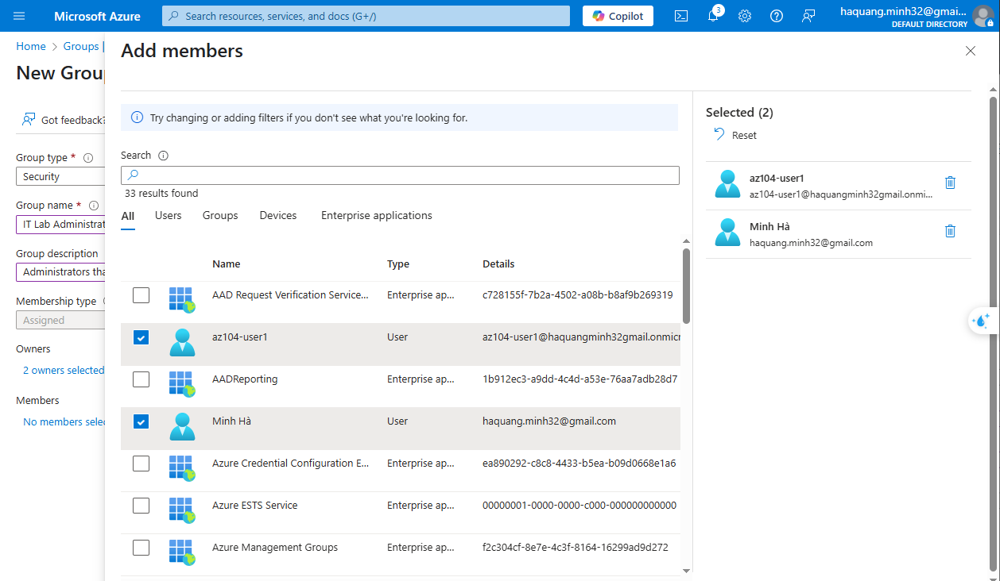 Microsoft Azure
Search resources, services, and docs (G+/)
Copilot
3
haquang.minh32@gmai...
DEFAULT DIRECTORY
Home > Groups |
New Grou
Got feedback?
Group type *
Security
Group name *
IT Lab Administrat
Group description
Administrators tha
Membership type
Assigned
Owners
2 owners selected
Members
No members selec
Add members
Try changing or adding filters if you don't see what you're looking for.
Search
33 results found
All Users Groups Devices Enterprise applications
Name Type Details
AAD Request Verification Service... Enterprise ap... c728155f-7b2a-4502-a08b-b8af9b269319
az104-user1 User az104-user1@haquangminh32gmail.onmicr
AADReporting Enterprise ap... 1b912ec3-a9dd-4c4d-a53e-76aa7adb28d7
Minh Hà User haquang.minh32@gmail.com
Azure Credential Configuration E... Enterprise ap... ea890292-c8c8-4433-b5ea-b09d0668e1a6
Azure ESTS Service Enterprise ap... 00000001-0000-0000-c000-000000000000
Azure Management Groups Enterprise ap... f2c304cf-8e7e-4c3f-8164-16299ad9d272
Selected (2)
Reset
az104-user1
az104-user1@haquangminh32gmail.onmi...
Minh Hà
haquang.minh32@gmail.com